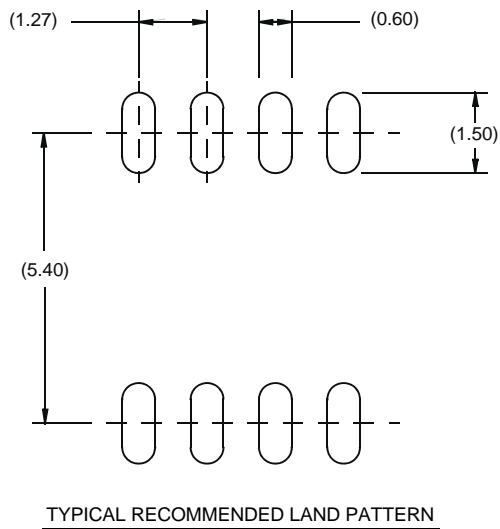 (1.27)
(0.60)
(1.50)
(5.40)
TYPICAL RECOMMENDED LAND PATTERN